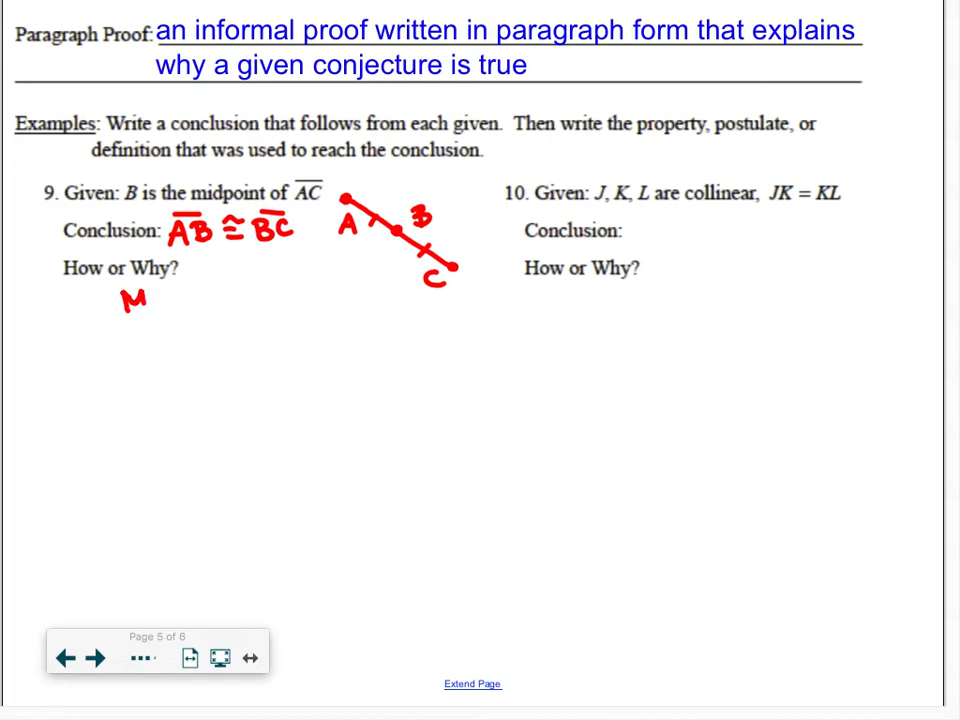 Paragraph Proof: an informal proof written in paragraph form that explains
why a given conjecture is true
Examples: Write a conclusion that follows from each given. Then write the property, postulate, or
definition that was used to reach the conclusion.
9. Given: B is the midpoint of A̅C̅
Conclusion: A̅B̅ ≅ B̅C̅
How or Why?
M
A
B
C
10. Given: J, K, L are collinear, JK = KL
Conclusion:
How or Why?
Page 5 of 6
Extend Page